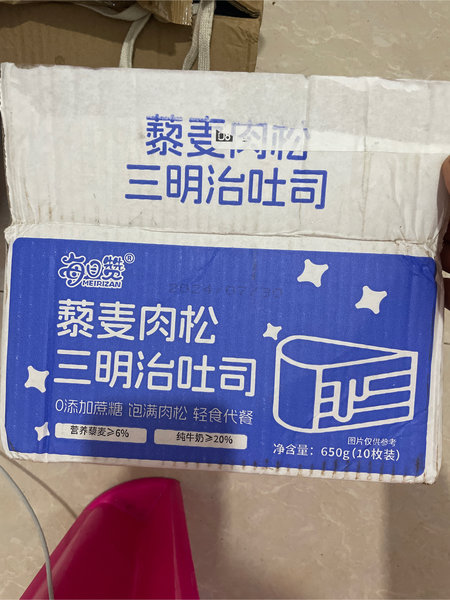 藜麦肉松
三明治吐司
每日赞®
MEIRIZAN
藜麦肉松
三明治吐司
0添加蔗糖 饱满肉松 轻食代餐
营养藜麦≥6%
纯牛奶≥20%
图片仅供参考
净含量：650g(10枚装)